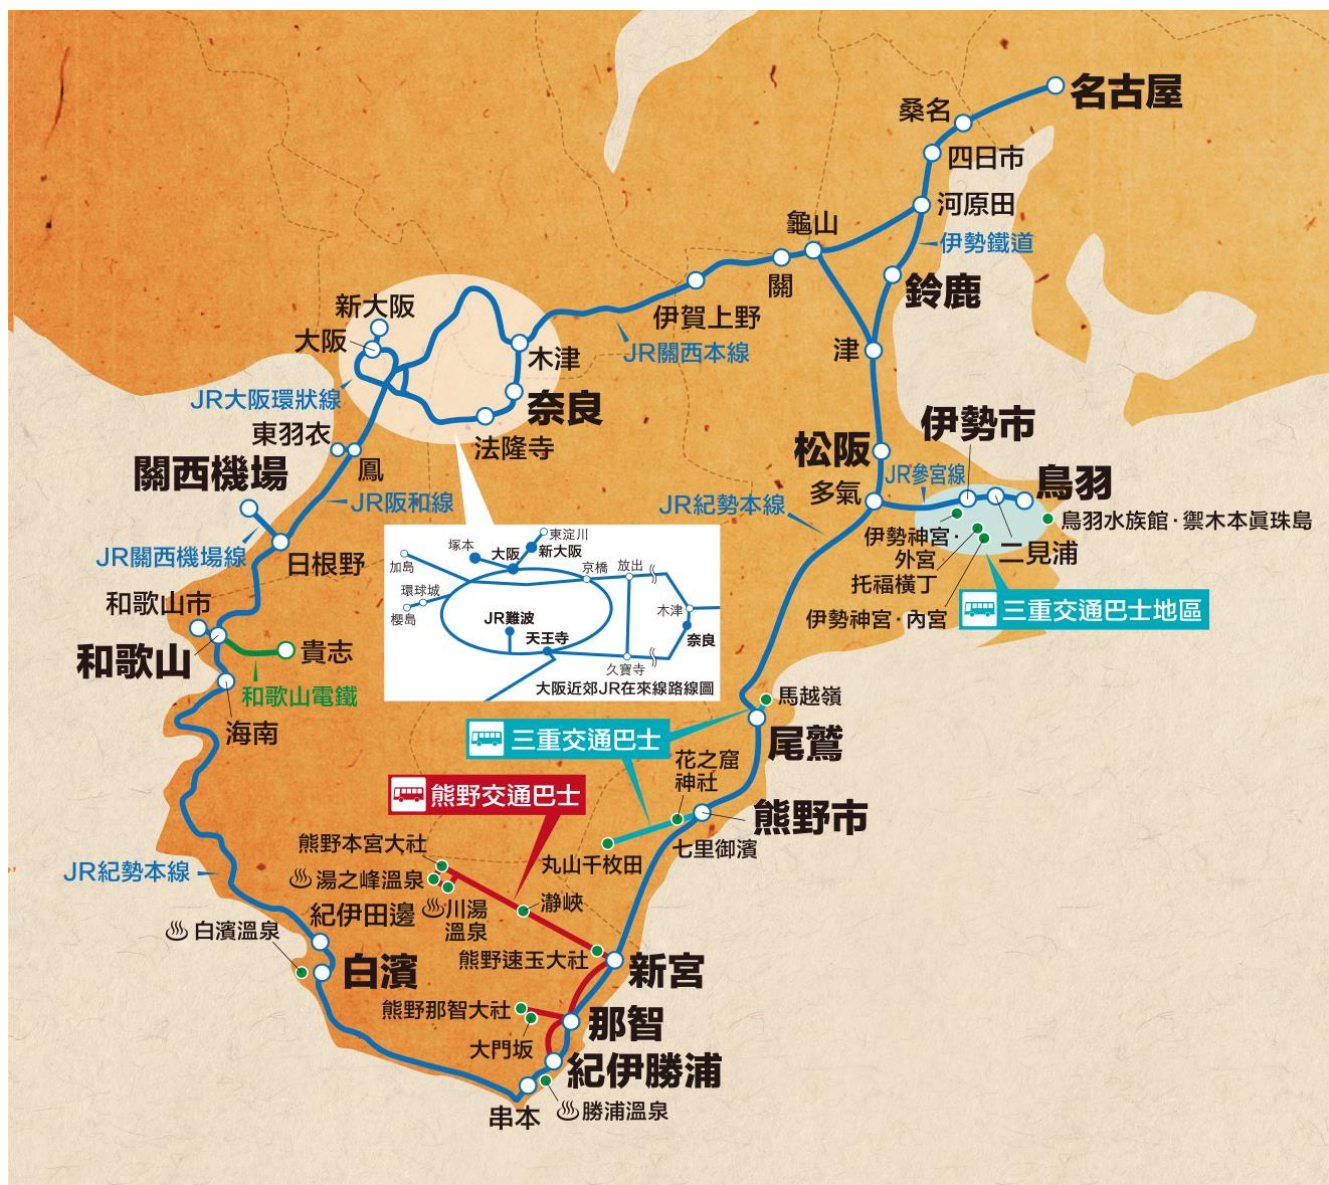 名古屋
桑名
四日市
河原田
龜山
伊勢鐵道
關
鈴鹿
伊賀上野
新大阪
大阪
木津
JR關西本線
津
JR大阪環狀線
奈良
東羽衣
法隆寺
鳳
關西機場
松阪
伊勢市
JR參宮線
鳥羽
多氣
JR阪和線
JR紀勢本線
鳥羽水族館·禦木本眞珠島
伊勢神宮·
外宮
二見浦
托福橫丁
伊勢神宮·內宮
三重交通巴士地區
JR關西機場線
日根野
東淀川
塚本
大阪
新大阪
加島
京橋
放出
環球城
櫻島
木津
JR難波
天王寺
奈良
久寶寺
大阪近郊JR在來線路線圖
和歌山市
和歌山
貴志
和歌山電鐵
海南
馬越嶺
尾鷲
三重交通巴士
花之窟
神社
熊野交通巴士
熊野市
七里御濱
丸山千枚田
熊野本宮大社
湯之峰溫泉
川湯
溫泉
瀞峽
JR紀勢本線
紀伊田邊
白濱溫泉
白濱
熊野速玉大社
新宮
熊野那智大社
那智
大門坂
紀伊勝浦
串本
勝浦溫泉